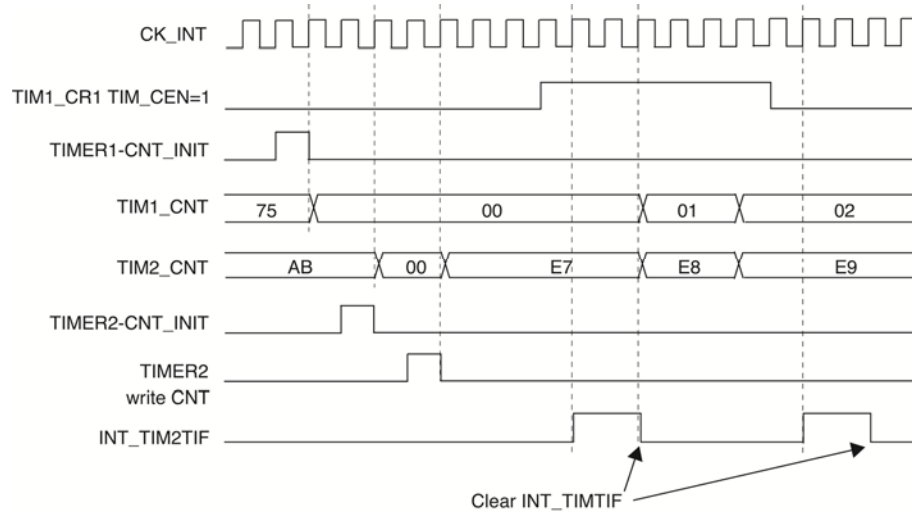 CK_INT
TIM1_CR1 TIM_CEN=1
TIMER1-CNT_INIT
TIM1_CNT
75
00
01
02
TIM2_CNT
AB
00
E7
E8
E9
TIMER2-CNT_INIT
TIMER2
write CNT
INT_TIM2TIF
Clear INT_TIMTIF